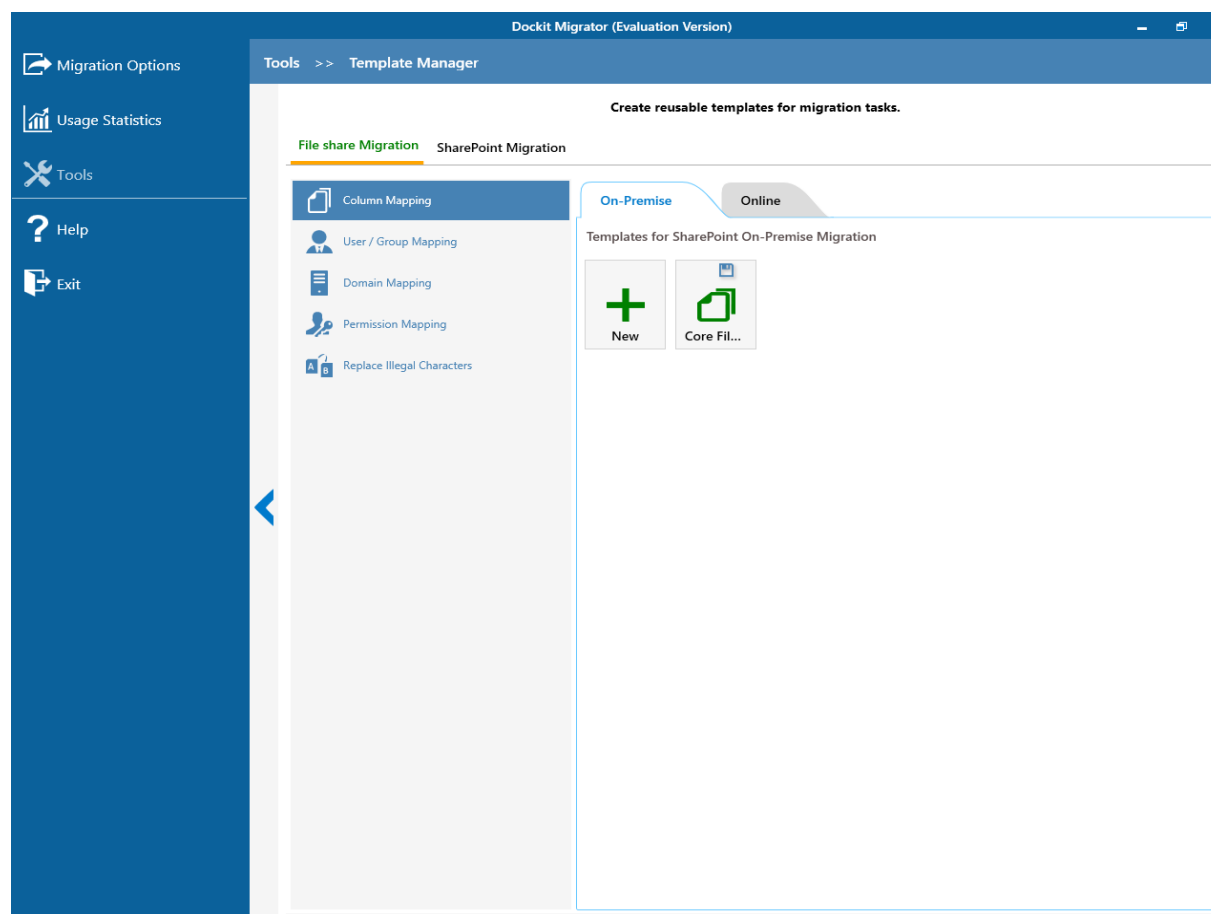 Dockit Migrator (Evaluation Version)
Migration Options
Usage Statistics
Tools
Help
Exit
Tools >> Template Manager
Create reusable templates for migration tasks.
File share Migration SharePoint Migration
Column Mapping
User / Group Mapping
Domain Mapping
Permission Mapping
A B Replace Illegal Characters
On-Premise Online
Templates for SharePoint On-Premise Migration
New Core Fil...